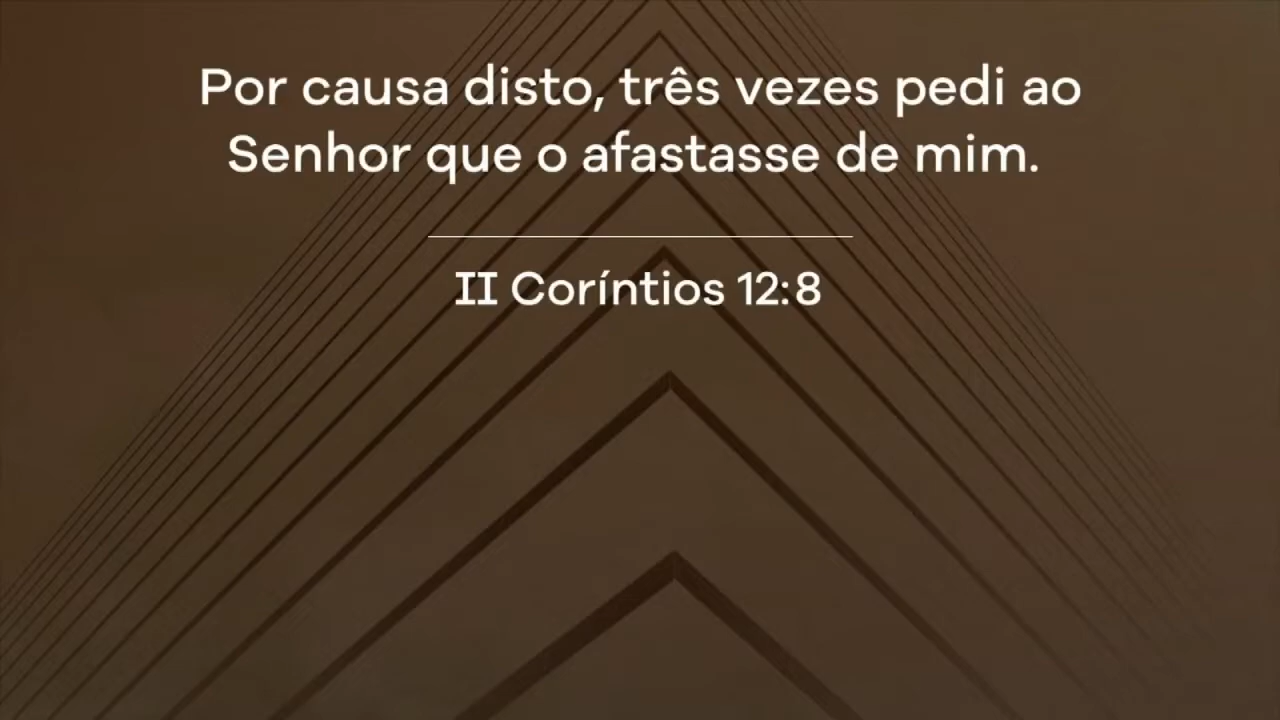 Por causa disto, três vezes pedi ao
Senhor que o afastasse de mim.
II Coríntios 12:8